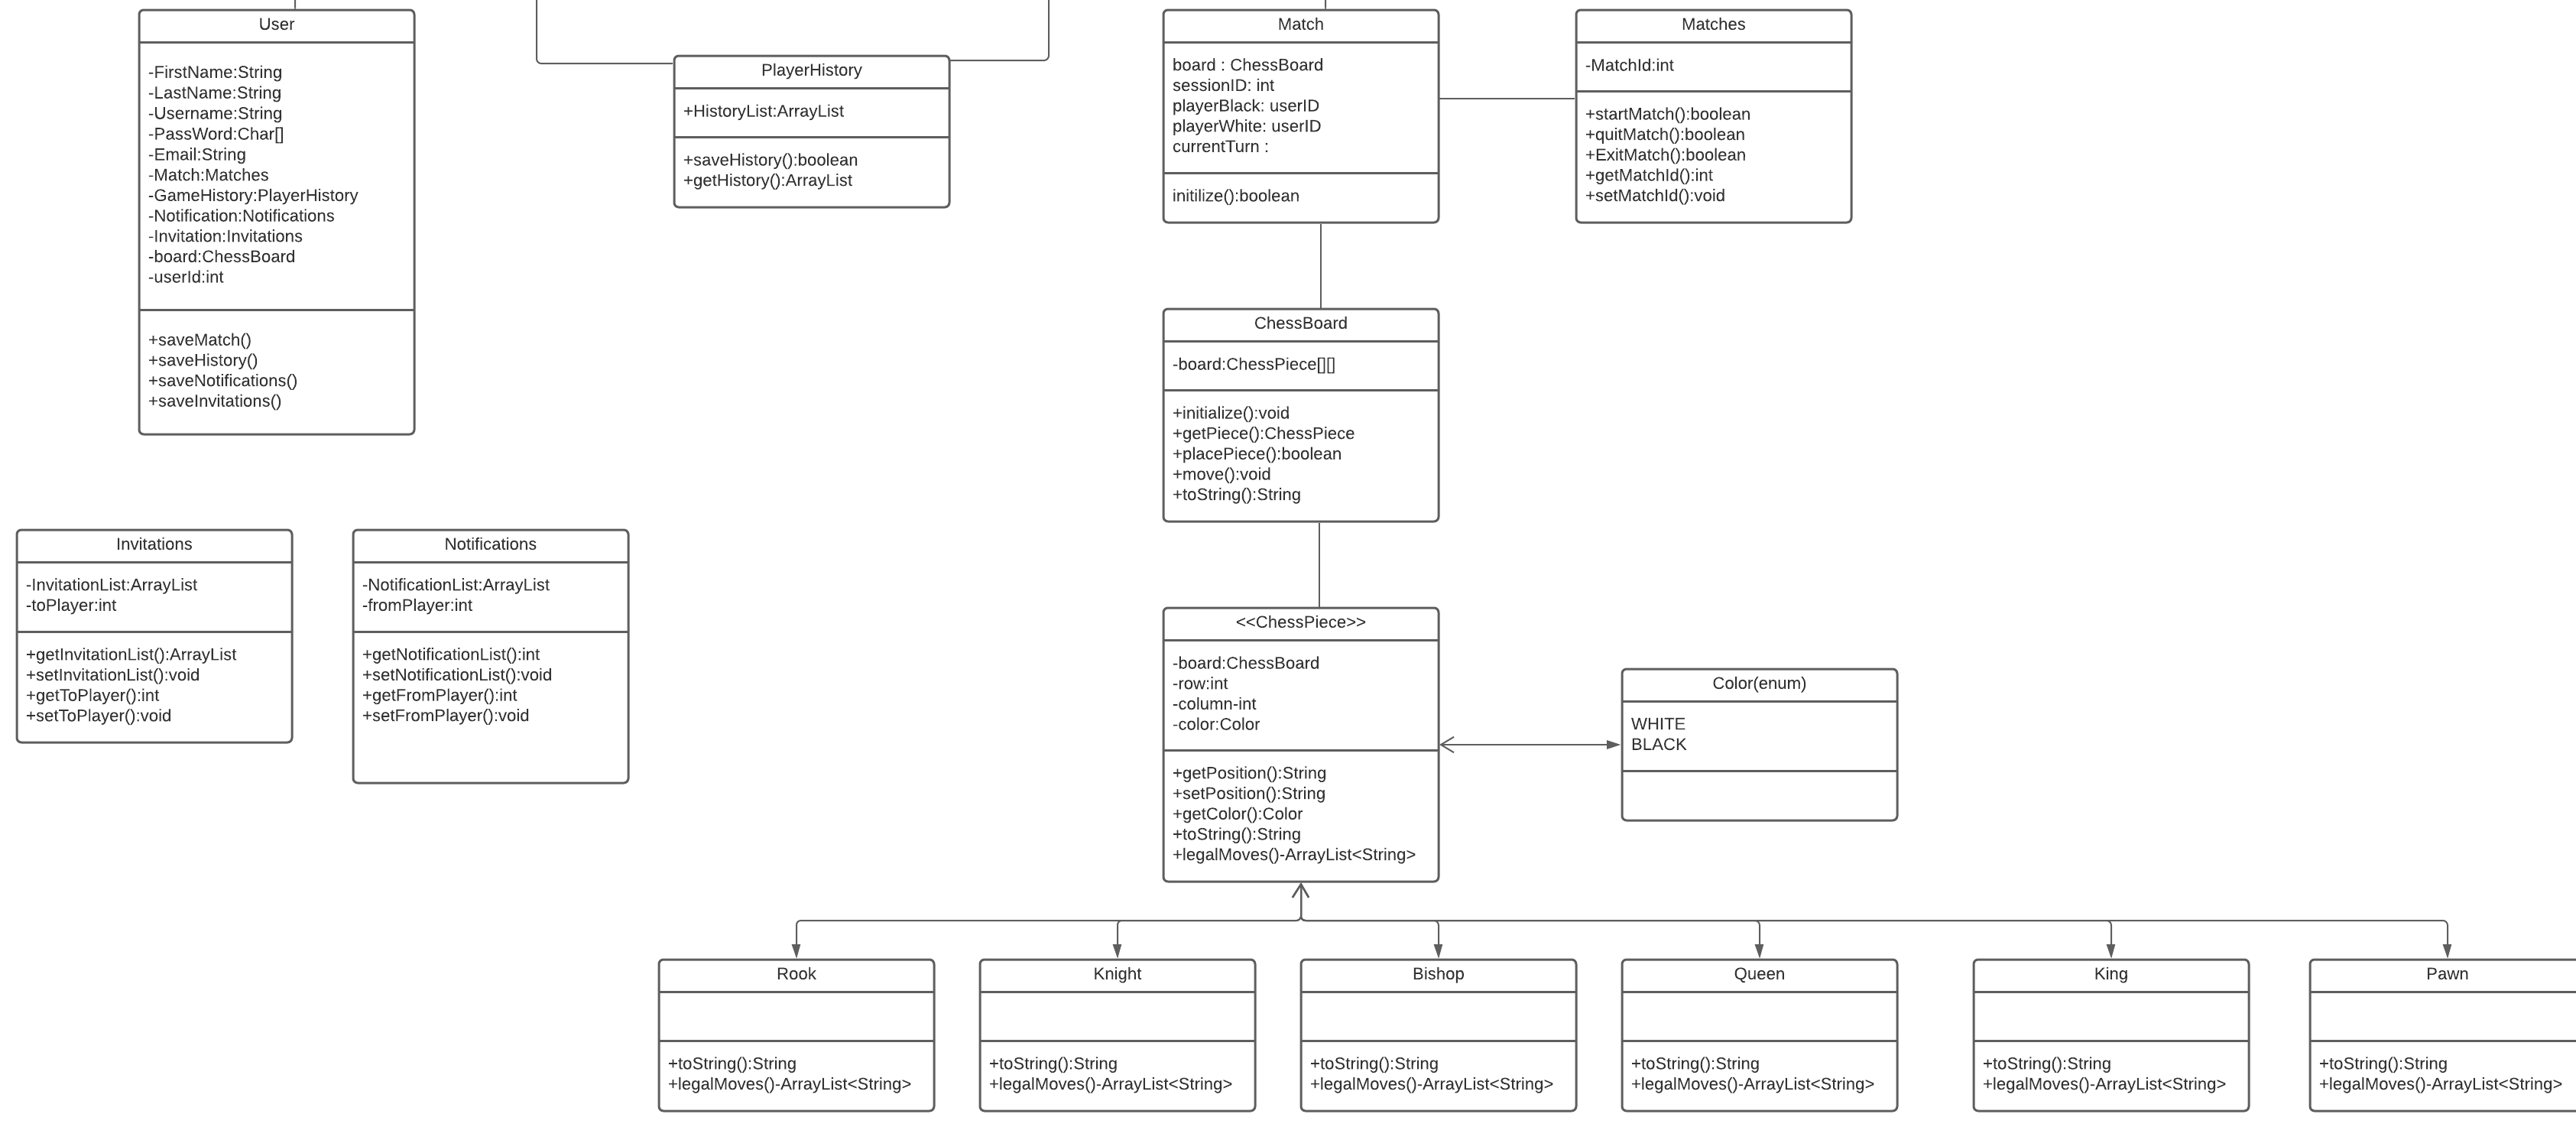 User
-FirstName:String
-LastName:String
-Username:String
-PassWord:Char[]
-Email:String
-Match:Matches
-GameHistory:PlayerHistory
-Notification:Notifications
-Invitation:Invitations
-board:ChessBoard
-userId:int
+saveMatch()
+saveHistory()
+saveNotifications()
+saveInvitations()
PlayerHistory
+HistoryList:ArrayList
+saveHistory():boolean
+getHistory():ArrayList
Match
board : ChessBoard
sessionID: int
playerBlack: userID
playerWhite: userID
currentTurn :
initilize():boolean
Matches
-MatchId:int
+startMatch():boolean
+quitMatch():boolean
+ExitMatch():boolean
+getMatchId():int
+setMatchId():void
ChessBoard
-board:ChessPiece[][]
+initialize():void
+getPiece():ChessPiece
+placePiece():boolean
+move():void
+toString():String
Invitations
-InvitationList:ArrayList
-toPlayer:int
+getInvitationList():ArrayList
+setInvitationList():void
+getToPlayer():int
+setToPlayer():void
Notifications
-NotificationList:ArrayList
-fromPlayer:int
+getNotificationList():int
+setNotificationList():void
+getFromPlayer():int
+setFromPlayer():void
<<ChessPiece>>
-board:ChessBoard
-row:int
-column-int
-color:Color
+getPosition():String
+setPosition():String
+getColor():Color
+toString():String
+legalMoves()-ArrayList<String>
Color(enum)
WHITE
BLACK
Rook
+toString():String
+legalMoves()-ArrayList<String>
Knight
+toString():String
+legalMoves()-ArrayList<String>
Bishop
+toString():String
+legalMoves()-ArrayList<String>
Queen
+toString():String
+legalMoves()-ArrayList<String>
King
+toString():String
+legalMoves()-ArrayList<String>
Pawn
+toString():String
+legalMoves()-ArrayList<String>